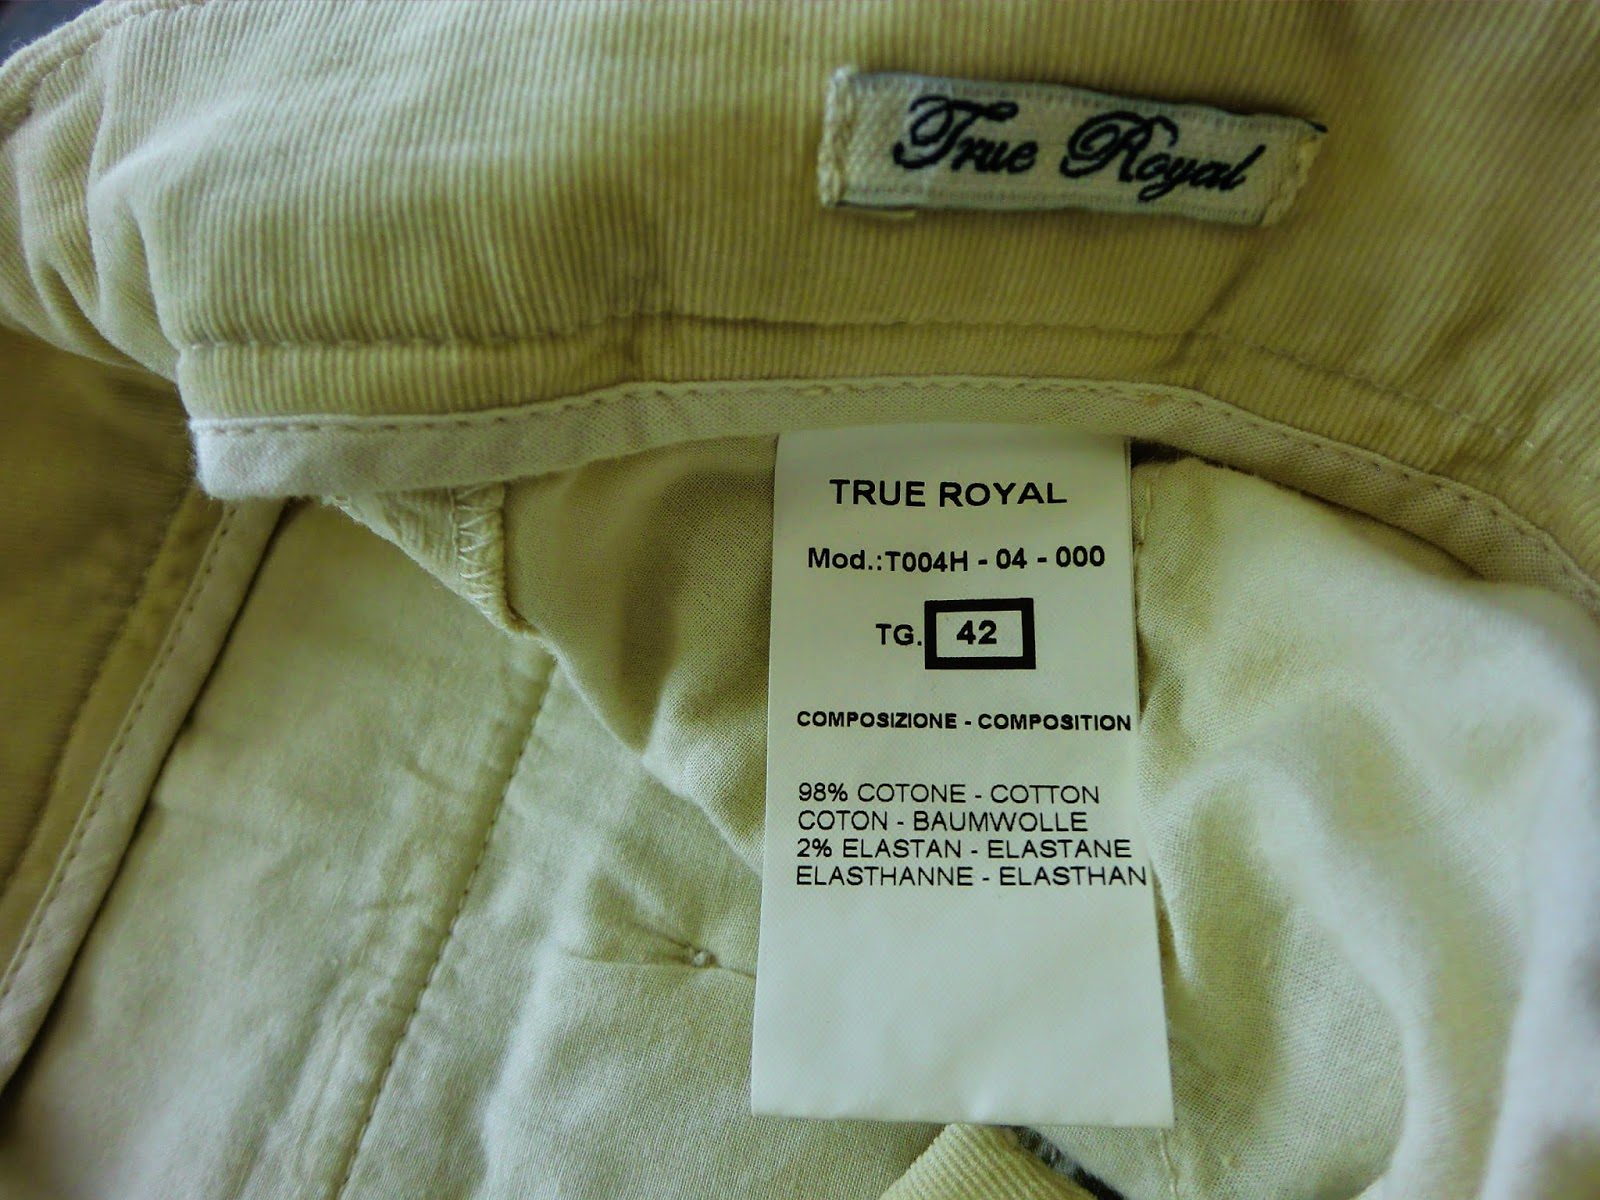 True Royal
TRUE ROYAL
Mod.:T004H - 04 - 000
TG. 42
COMPOSIZIONE - COMPOSITION
98% COTONE - COTTON
COTON - BAUMWOLLE
2% ELASTAN - ELASTANE
ELASTHANNE - ELASTHAN